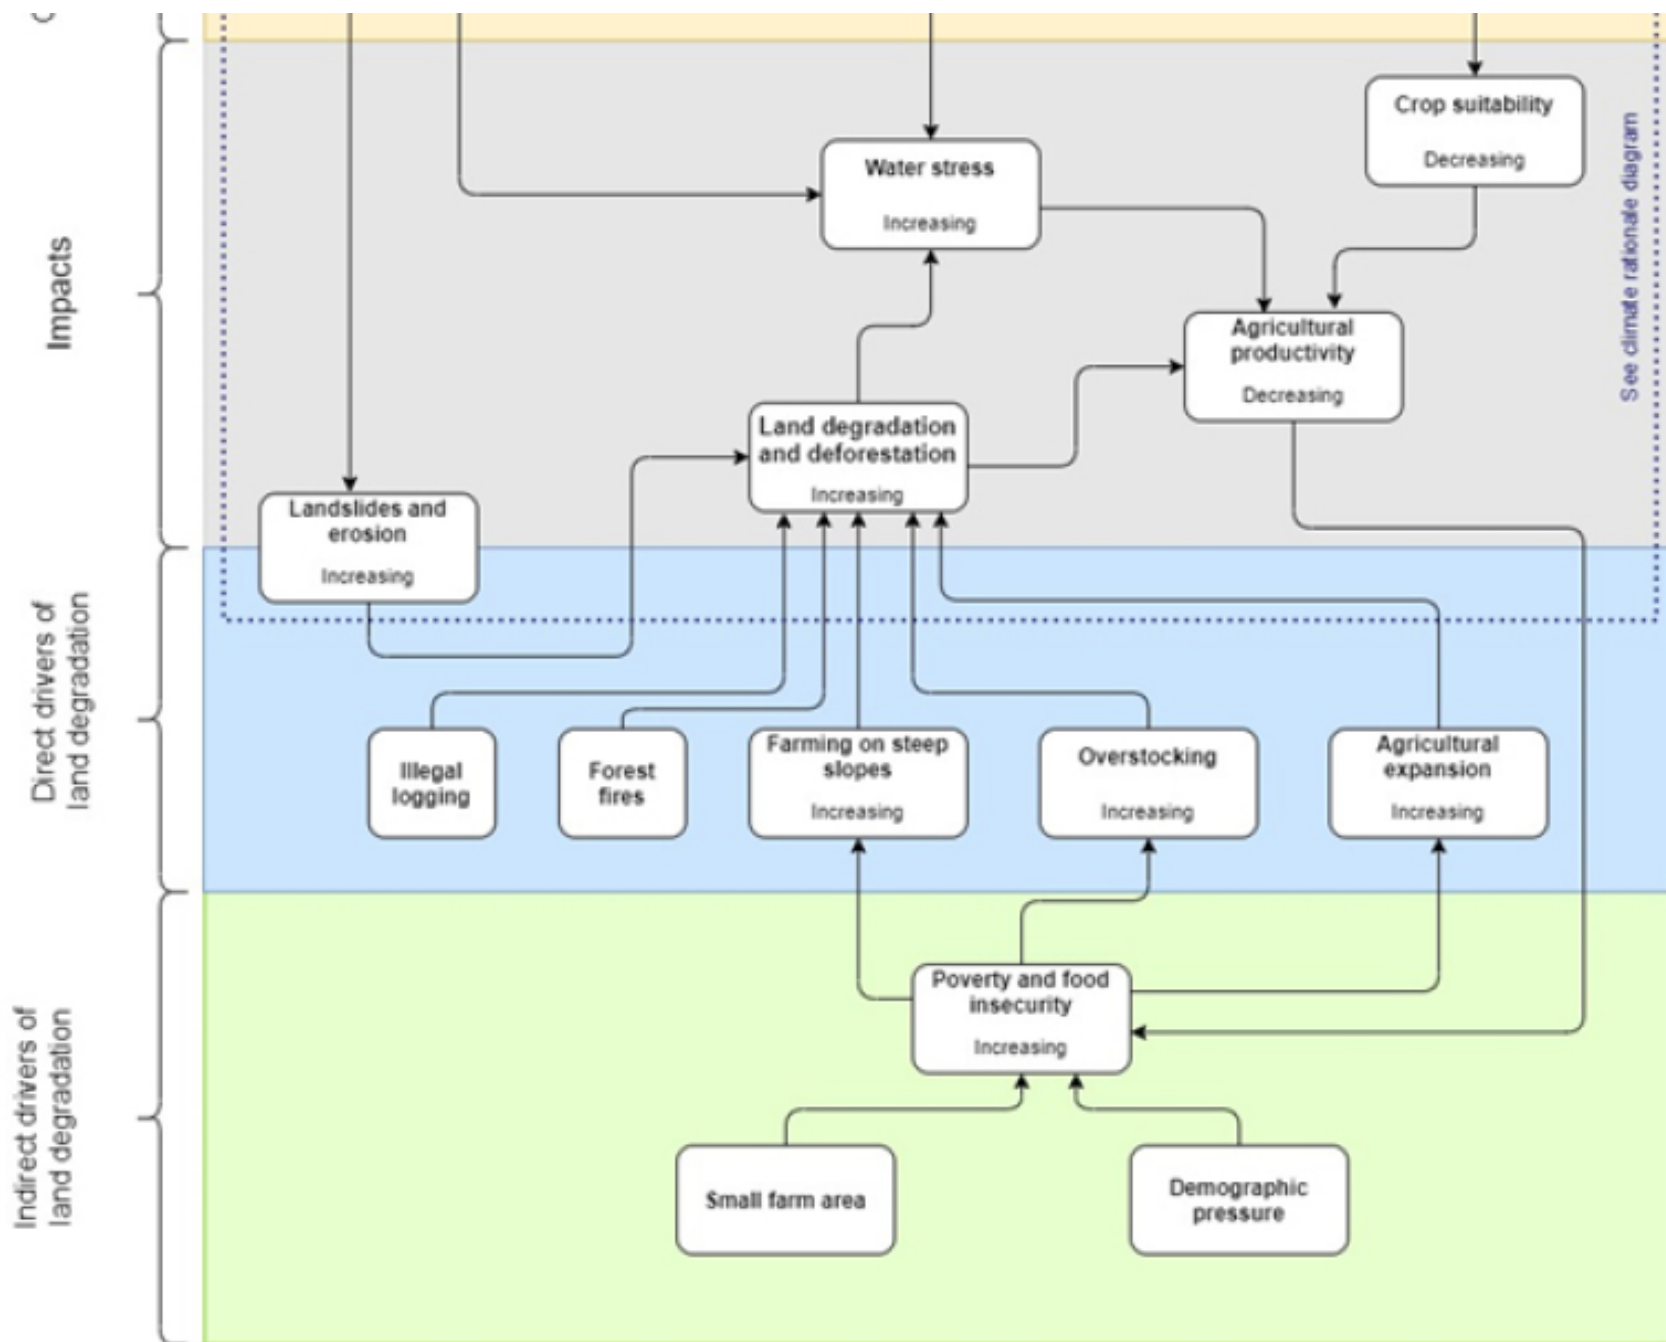 Crop suitability
Decreasing
Water stress
Increasing
See climate rationale diagram
Impacts
Agricultural
productivity
Decreasing
Land degradation
and deforestation
Increasing
Landslides and
erosion
Increasing
Direct drivers of
land degradation
Illegal
logging
Forest
fires
Farming on steep
slopes
Increasing
Overstocking
Increasing
Agricultural
expansion
Increasing
Indirect drivers of
land degradation
Poverty and food
insecurity
Increasing
Small farm area
Demographic
pressure